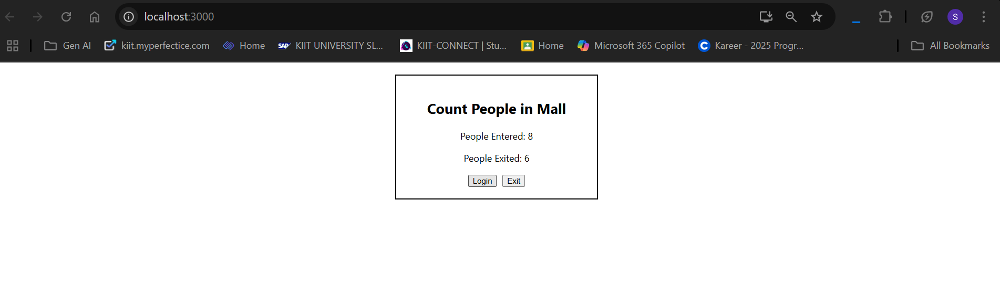 localhost:3000
S
Gen AI
kiit.myperfectice.com
Home
SAP
KIIT UNIVERSITY SL...
KIIT-CONNECT | Stu...
Home
Microsoft 365 Copilot
C
Kareer - 2025 Progr...
All Bookmarks
Count People in Mall
People Entered: 8
People Exited: 6
Login Exit